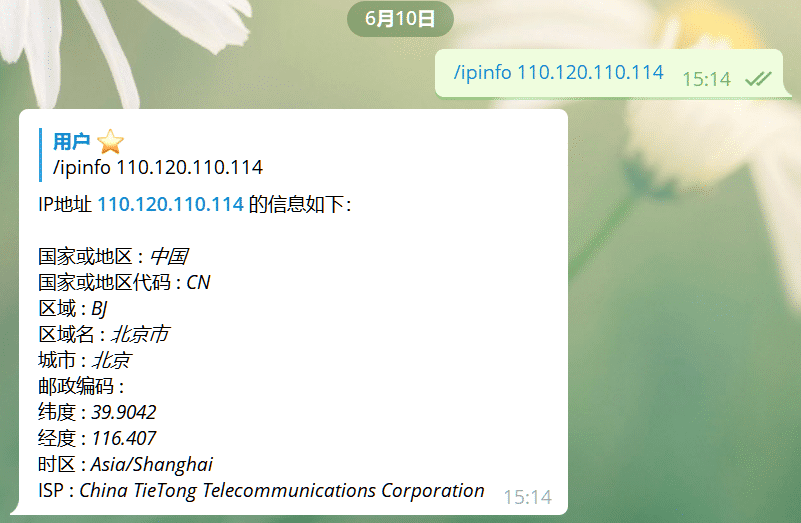 6月10日
/ipinfo 110.120.110.114 15:14
用户 ⭐
/ipinfo 110.120.110.114
IP地址 110.120.110.114 的信息如下：
国家或地区 : 中国
国家或地区代码 : CN
区域 : BJ
区域名 : 北京市
城市 : 北京
邮政编码 :
纬度 : 39.9042
经度 : 116.407
时区 : Asia/Shanghai
ISP : China TieTong Telecommunications Corporation 15:14